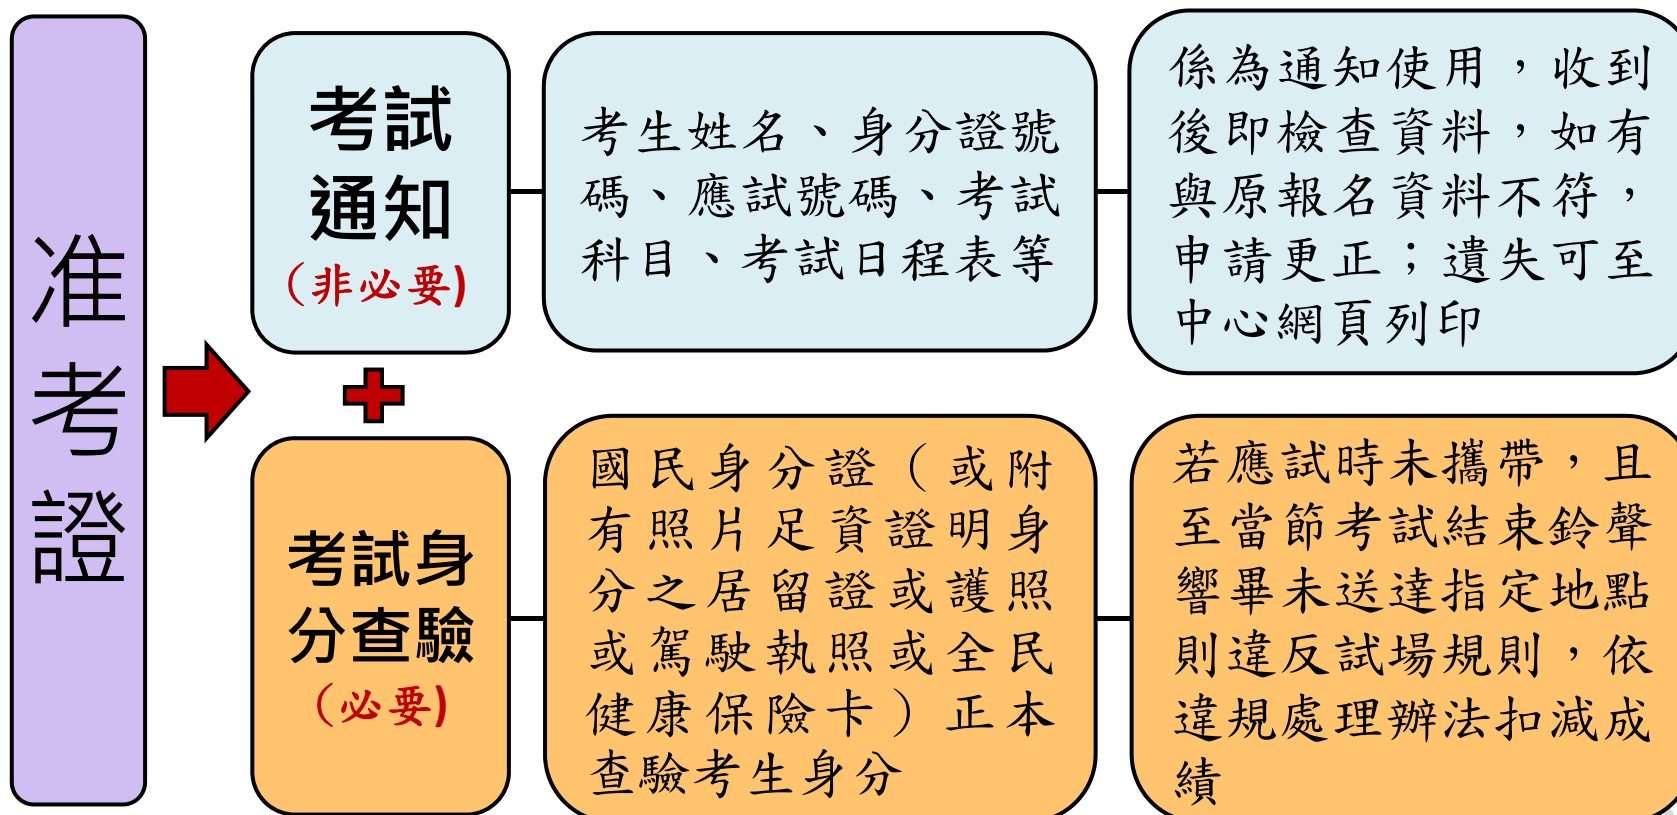 准
考
證
考試
通知
(非必要)
考生姓名、身分證號
碼、應試號碼、考試
科目、考試日程表等
係為通知使用，收到
後即檢查資料，如有
與原報名資料不符，
申請更正；遺失可至
中心網頁列印
考試身
分查驗
(必要)
國民身分證（或附
有照片足資證明身
分之居留證或護照
或駕駛執照或全民
健康保險卡）正本
查驗考生身分
若應試時未攜帶，且
至當節考試結束鈴聲
響畢未送達指定地點
則違反試場規則，依
違規處理辦法扣減成
績